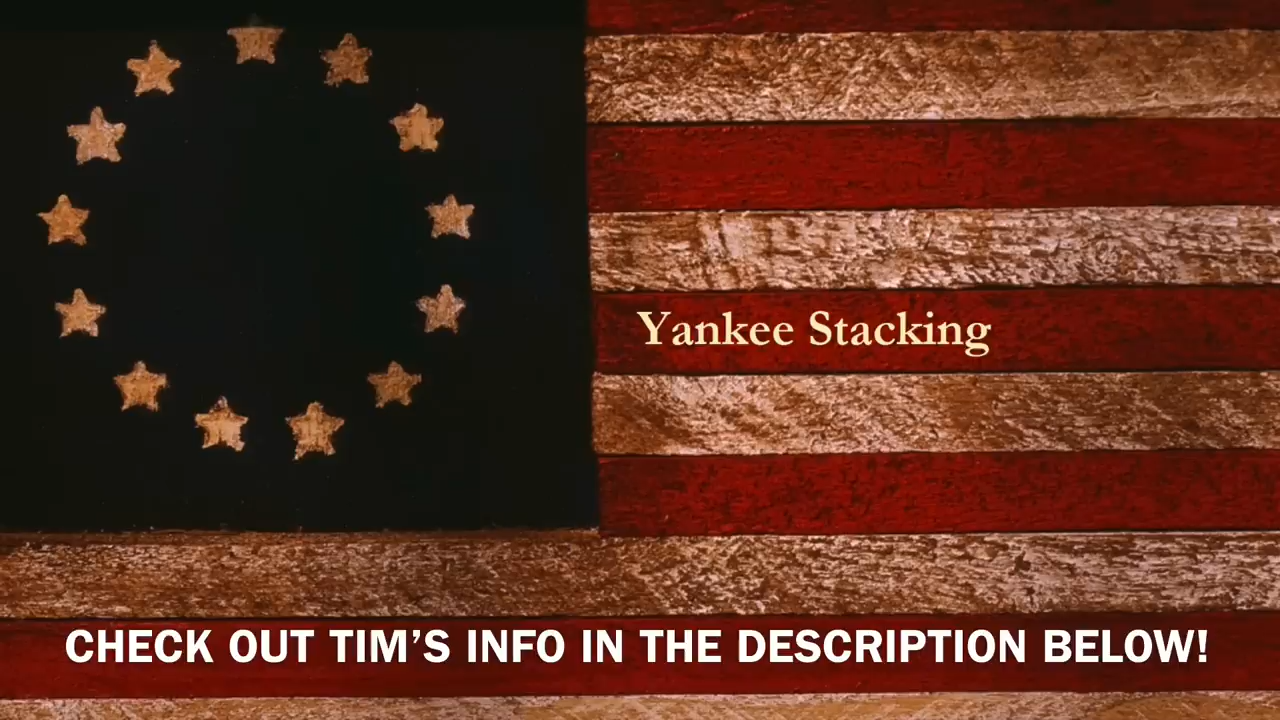 Yankee Stacking
CHECK OUT TIM'S INFO IN THE DESCRIPTION BELOW!